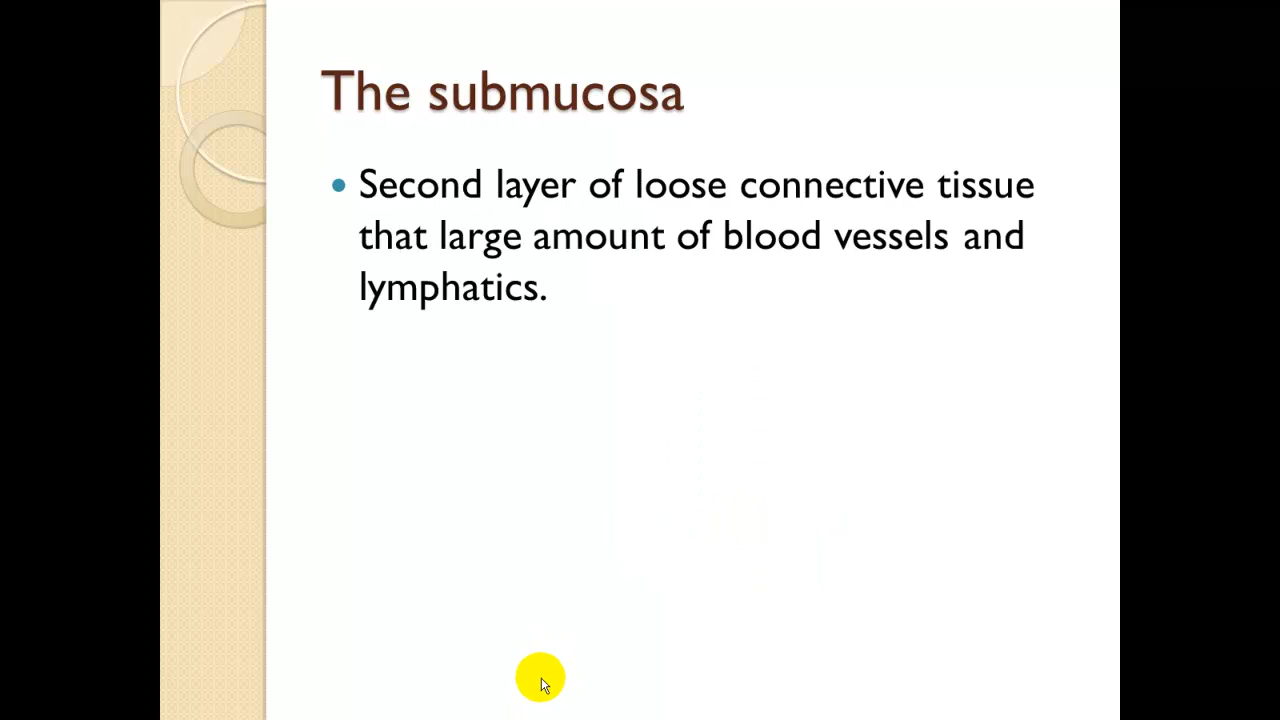 The submucosa
Second layer of loose connective tissue
that large amount of blood vessels and
lymphatics.